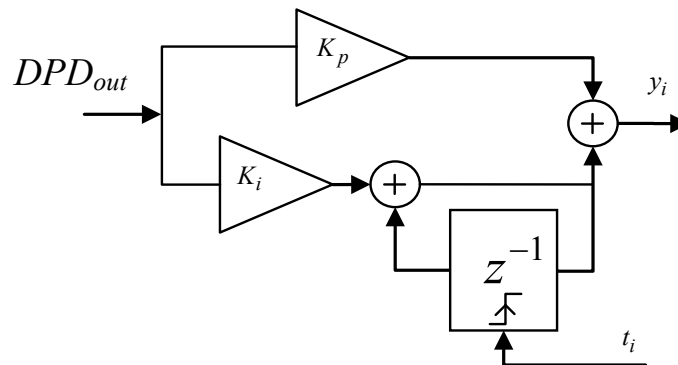 K_p
DPD_out
y_i
+
K_i
+
z^{-1}
t_i